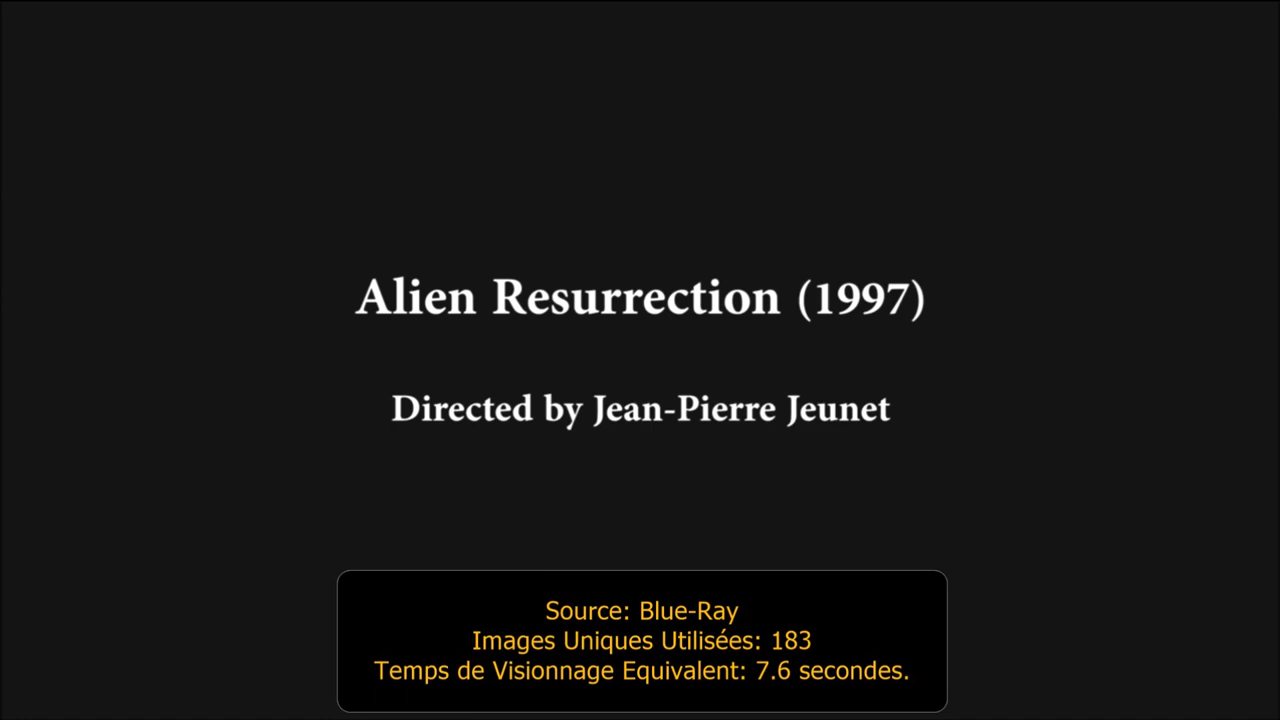 Alien Resurrection (1997)
Directed by Jean-Pierre Jeunet
Source: Blue-Ray
Images Uniques Utilisées: 183
Temps de Visionnage Equivalent: 7.6 secondes.